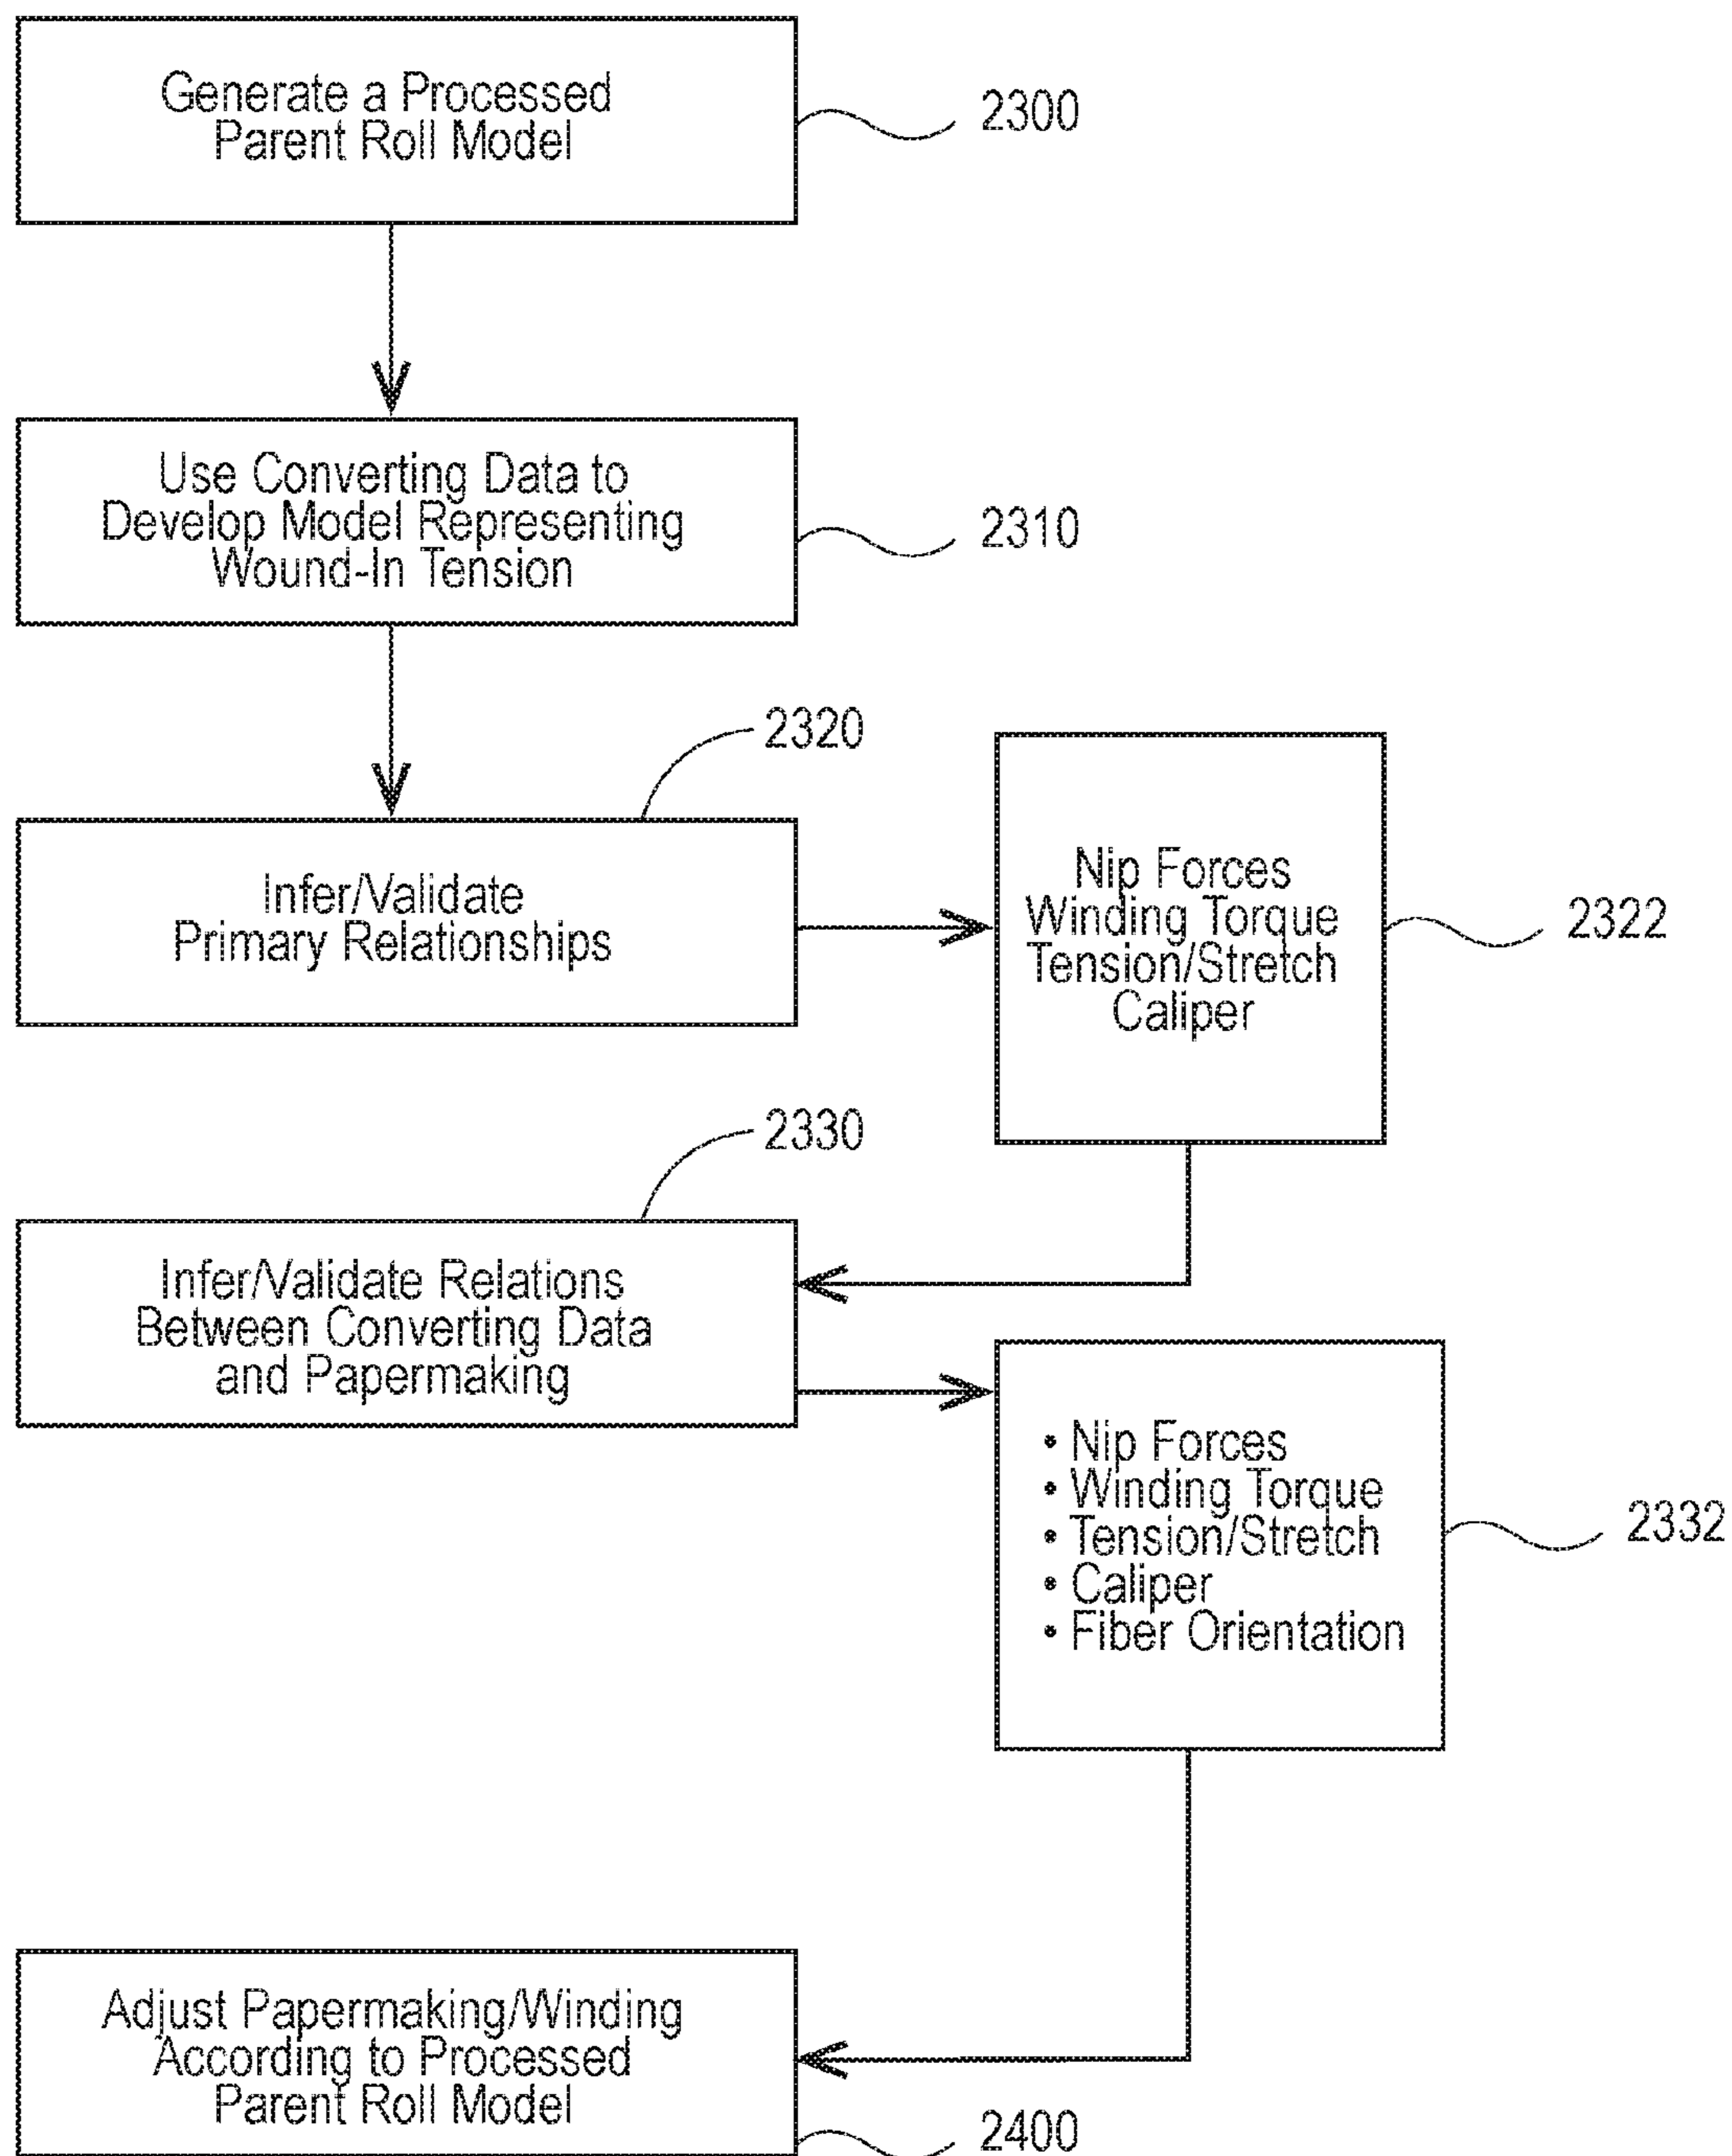 Generate a Processed
Parent Roll Model
2300
Use Converting Data to
Develop Model Representing
Wound-In Tension
2310
2320
Infer/Validate
Primary Relationships
Nip Forces
Winding Torque
Tension/Stretch
Caliper
2322
2330
Infer/Validate Relations
Between Converting Data
and Papermaking
• Nip Forces
• Winding Torque
• Tension/Stretch
• Caliper
• Fiber Orientation
2332
Adjust Papermaking/Winding
According to Processed
Parent Roll Model
2400